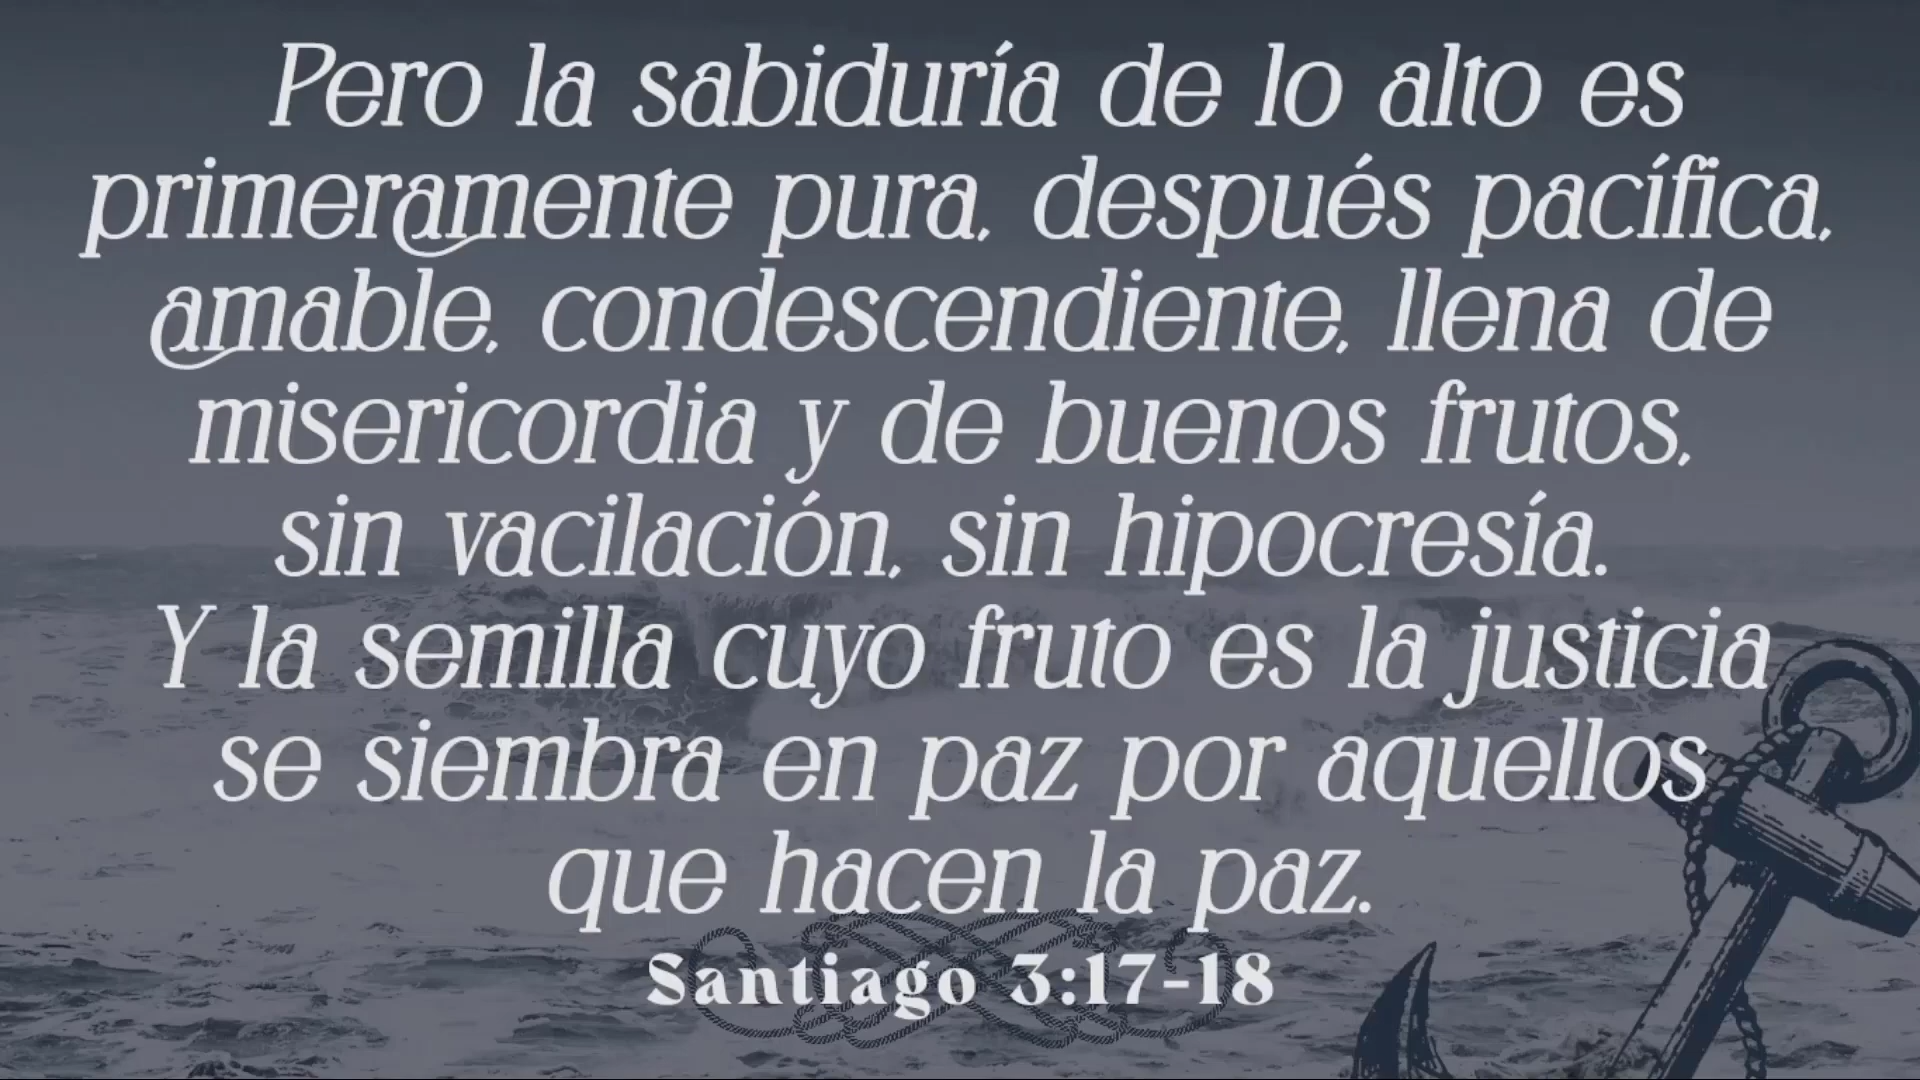 Pero la sabiduría de lo alto es
primeramente pura, después pacífica,
amable, condescendiente, llena de
misericordia y de buenos frutos,
sin vacilación, sin hipocresía.
Y la semilla cuyo fruto es la justicia
se siembra en paz por aquellos
que hacen la paz.
Santiago 3:17-18